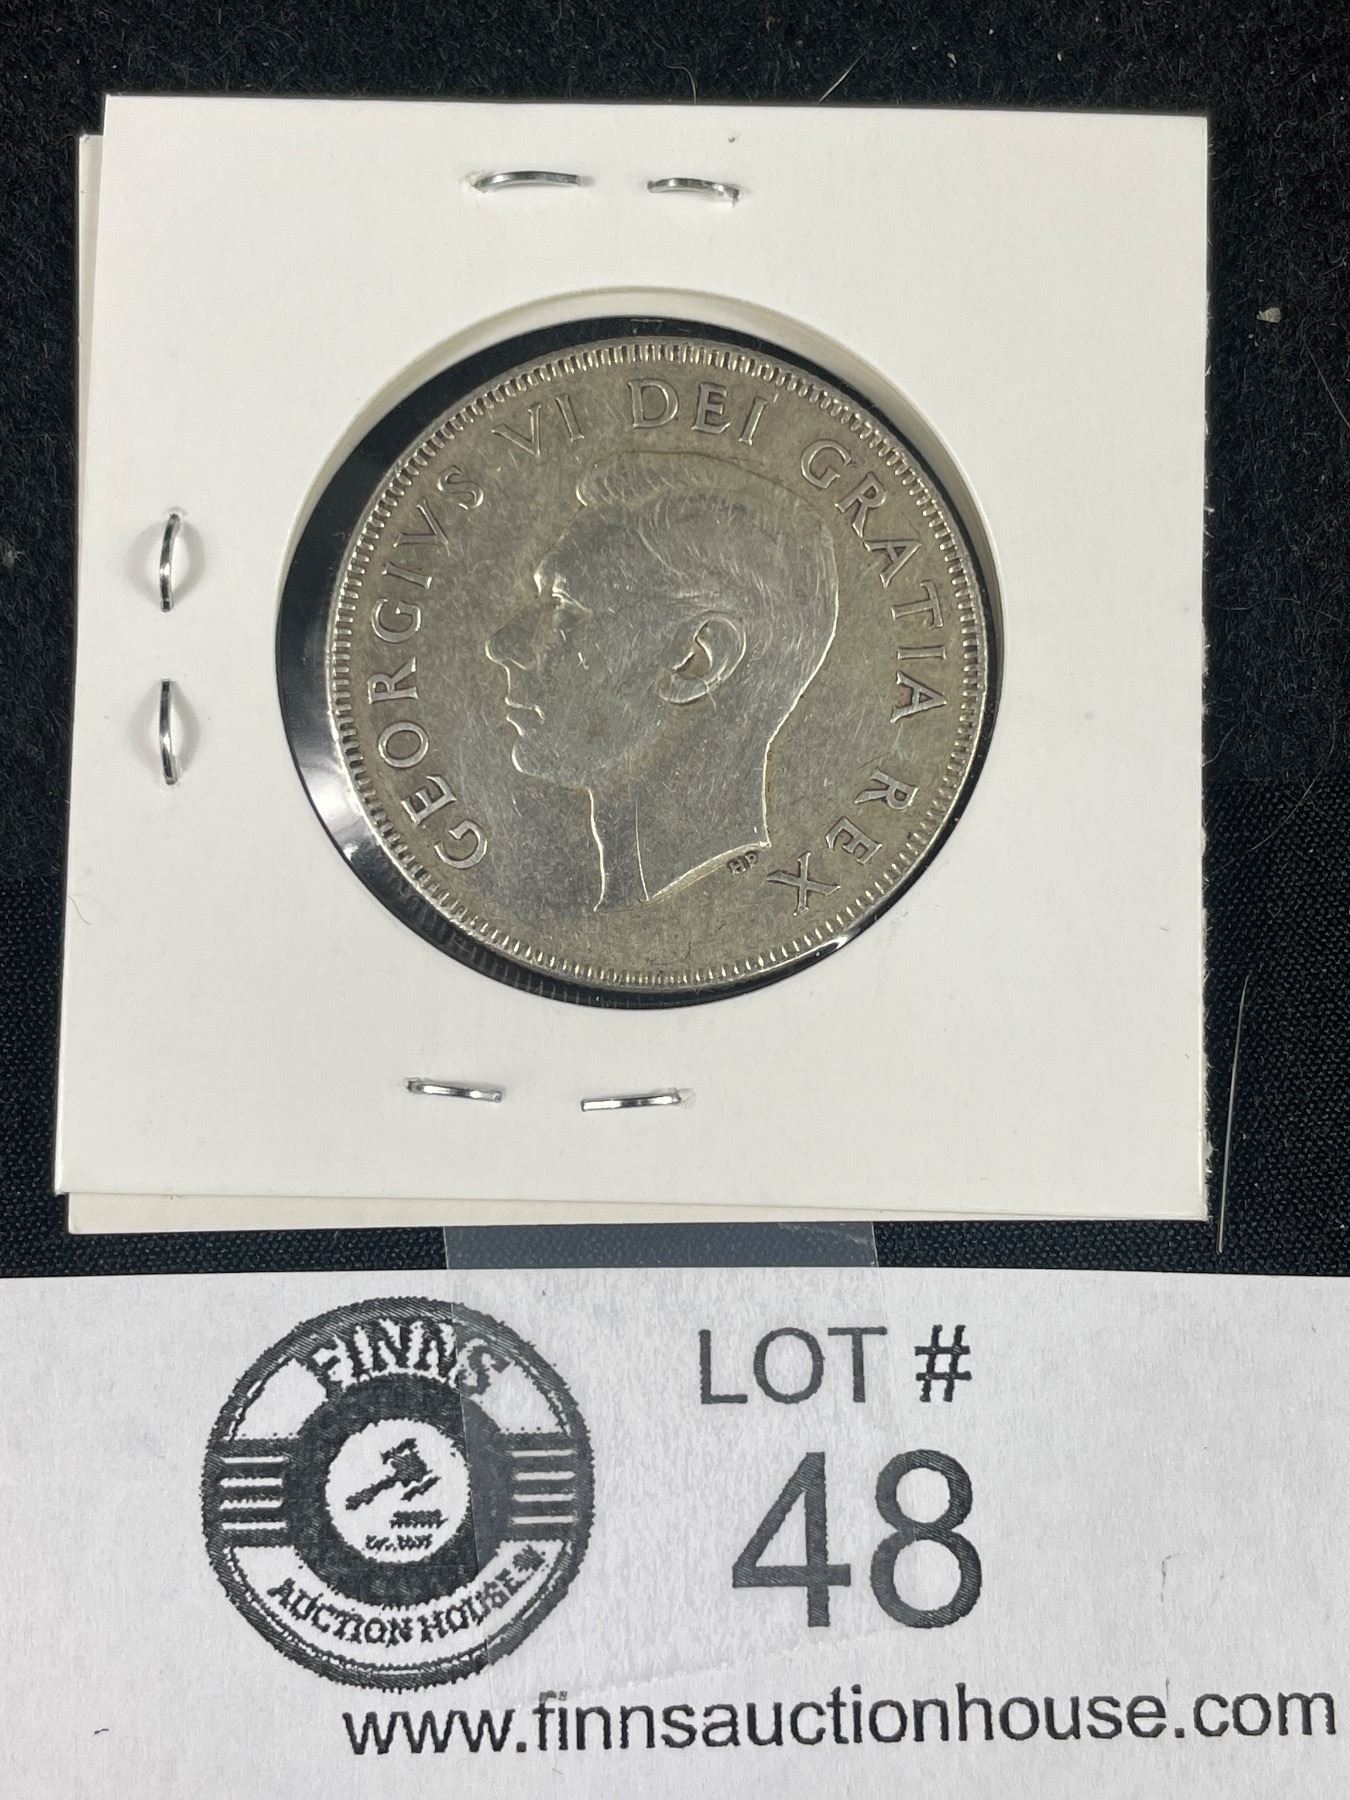 GEORGIVS VI DEI GRATIA REX
HP
FINNS
AUCTION HOUSE
LOT #
48
www.finnsauctionhouse.com